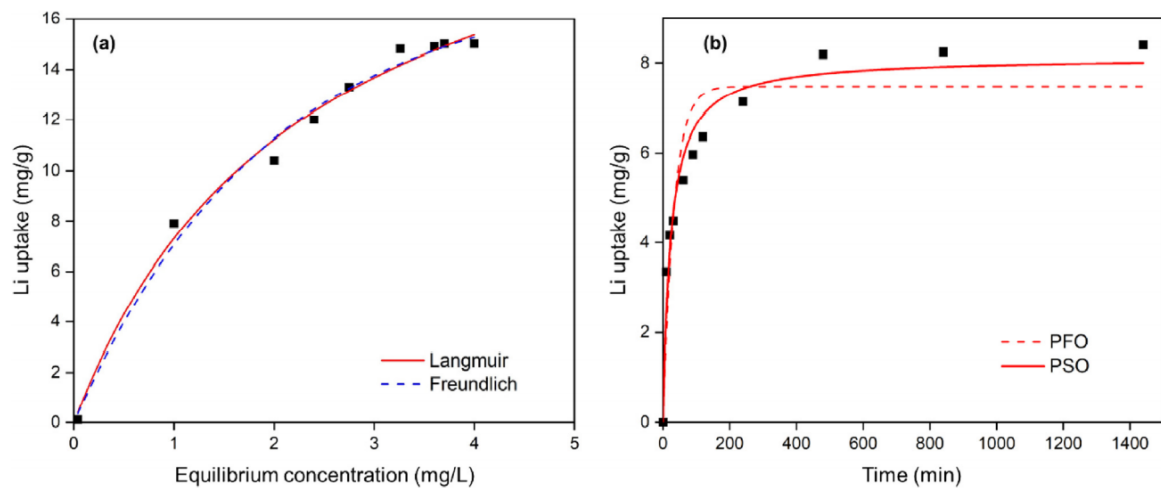 (a)
Li uptake (mg/g)
16
14
12
10
8
6
4
2
0
Langmuir
Freundlich
0 1 2 3 4 5
Equilibrium concentration (mg/L)
(b)
Li uptake (mg/g)
8
6
4
2
0
PFO
PSO
0 200 400 600 800 1000 1200 1400
Time (min)